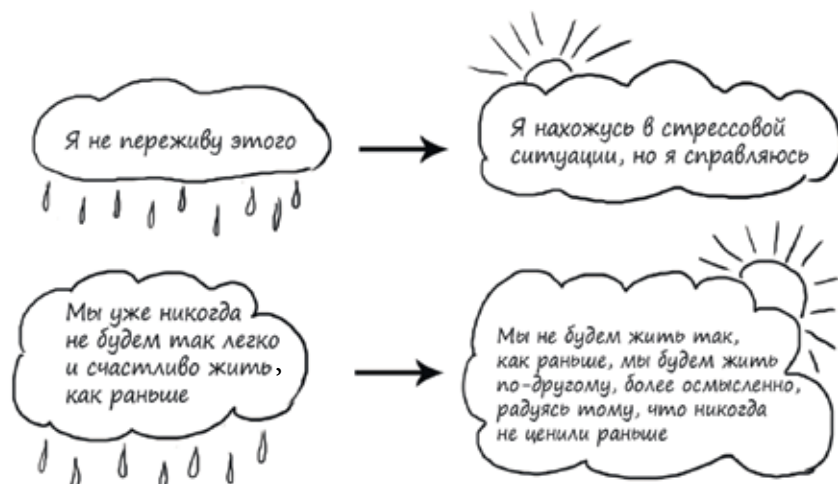 Я не переживу этого
Я нахожусь в стрессовой
ситуации, но я справляюсь
Мы уже никогда
не будем так легко
и счастливо жить,
как раньше
Мы не будем жить так,
как раньше, мы будем жить
по-другому, более осмысленно,
радуясь тому, что никогда
не ценили раньше